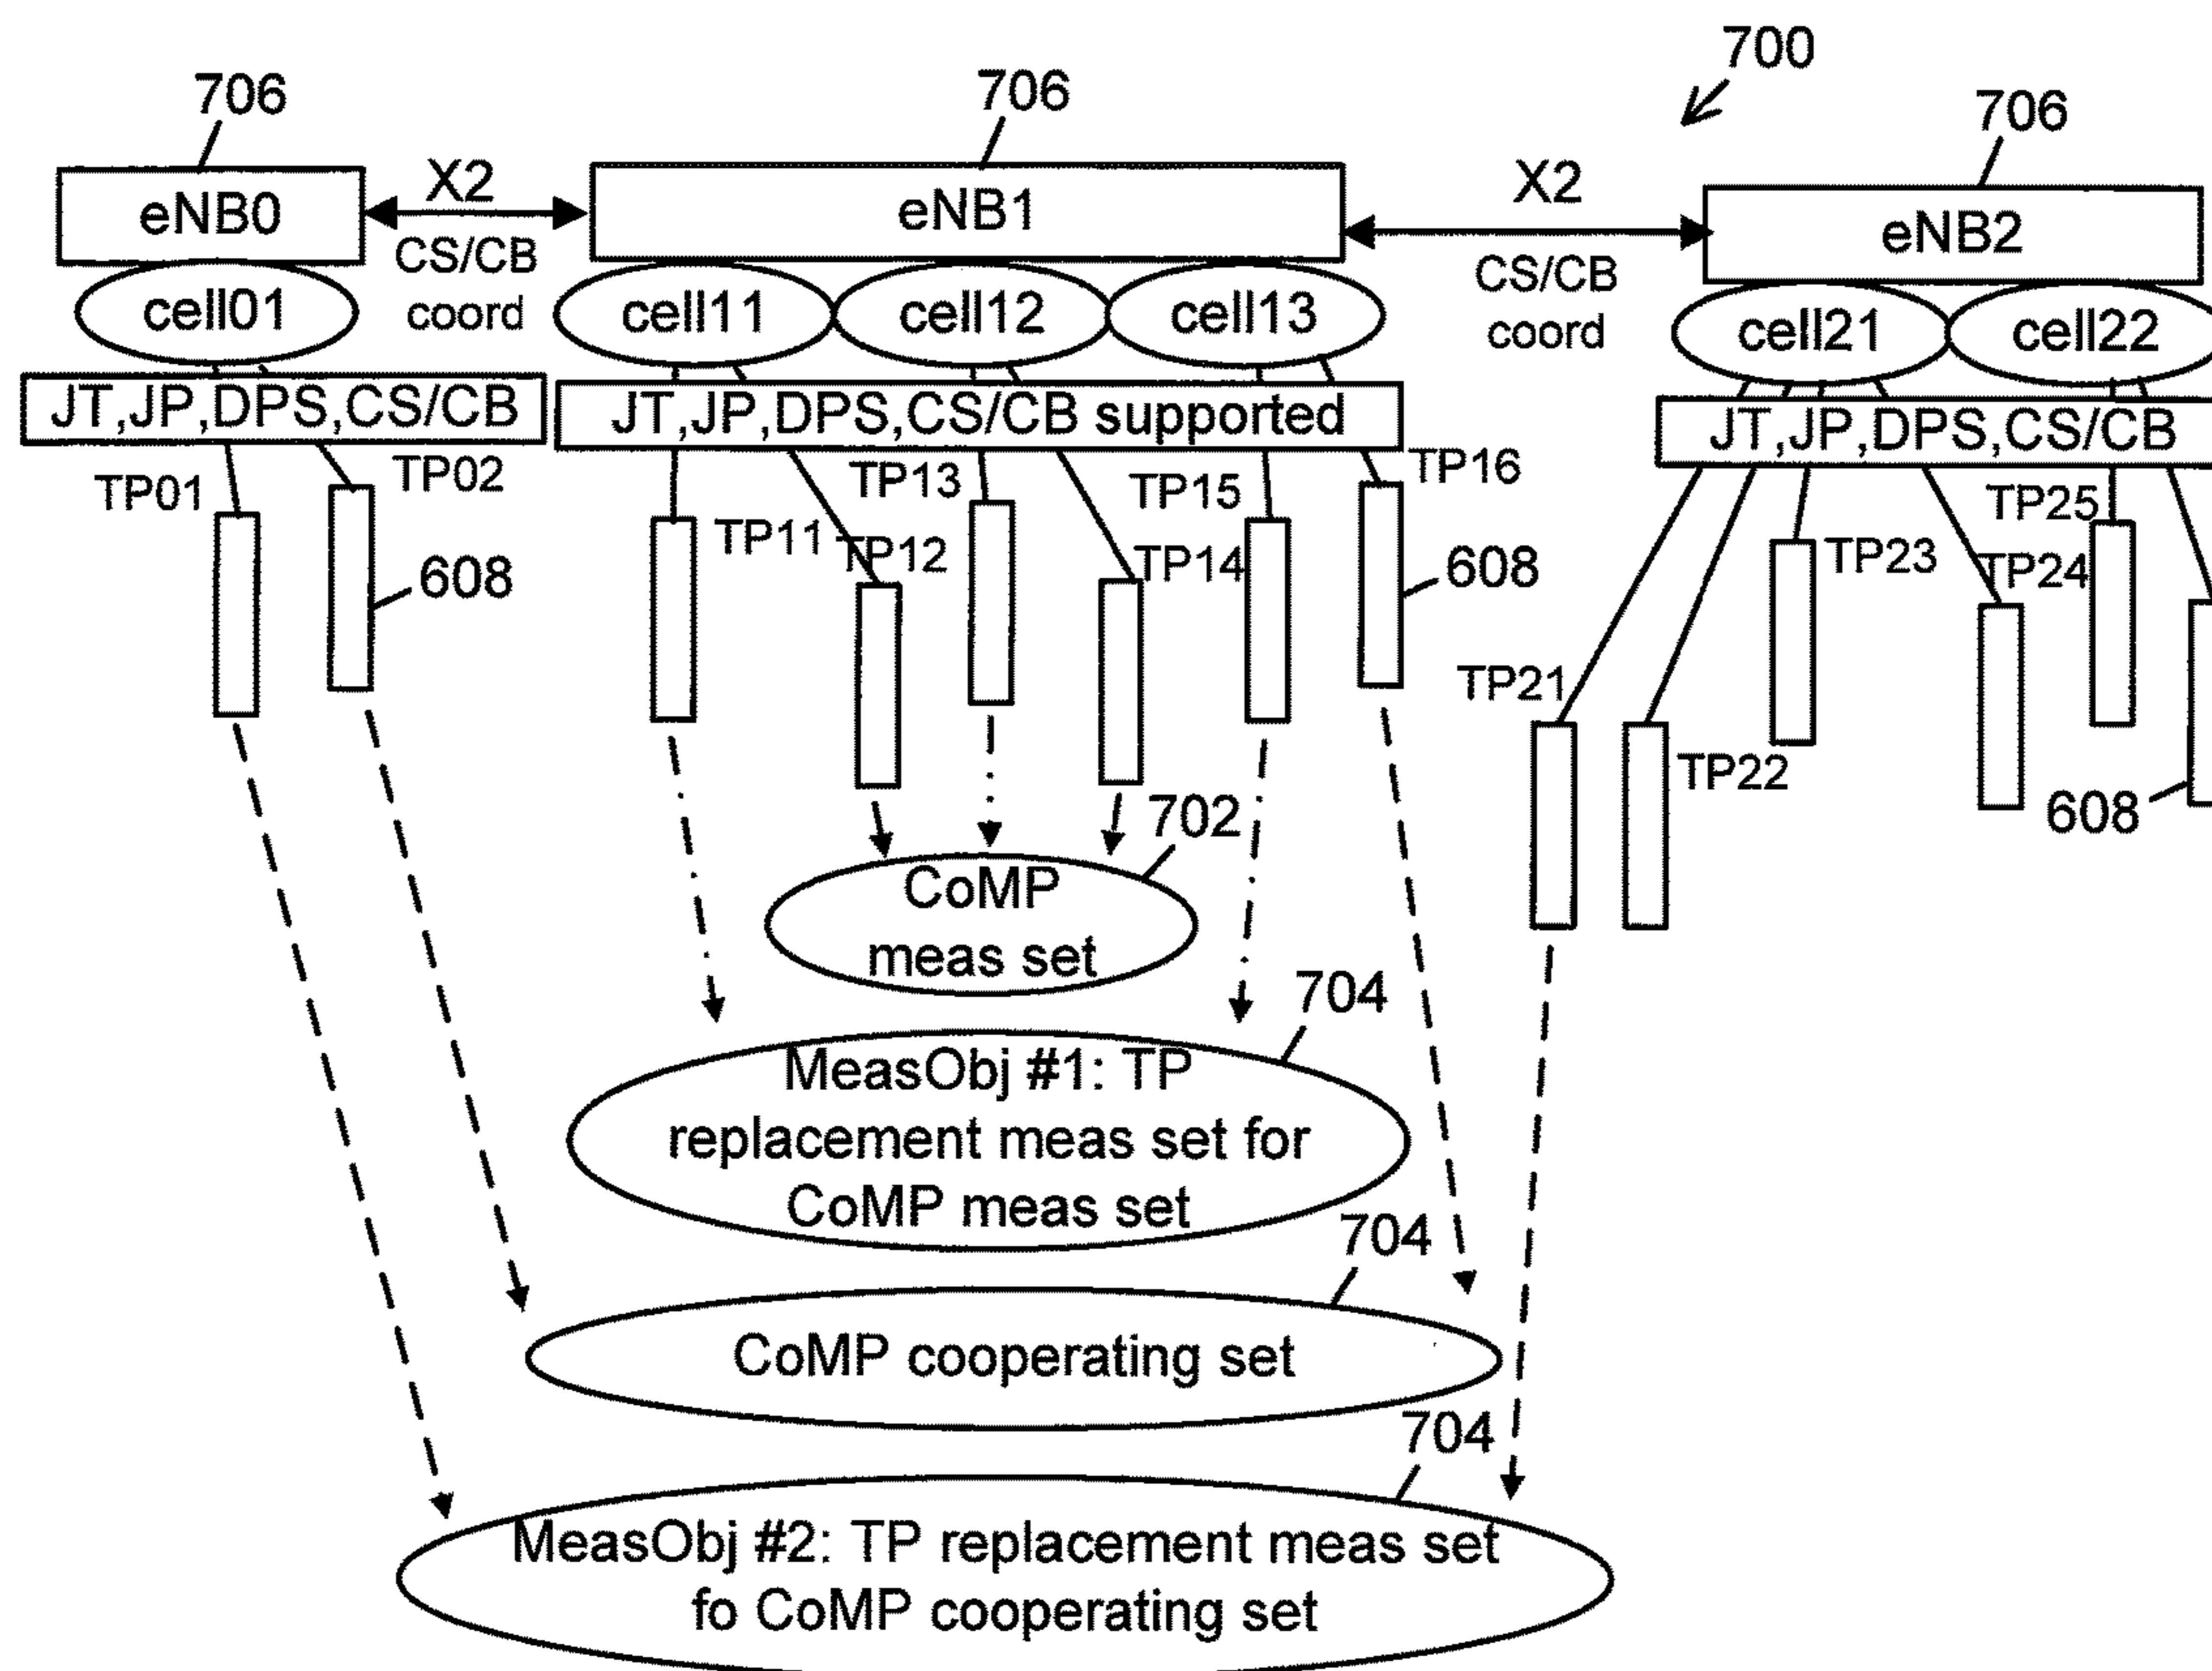 700
706
706
706
eNB0
X2
CS/CB
coord
eNB1
X2
CS/CB
coord
eNB2
cell01
cell11
cell12
cell13
cell21
cell22
JT,JP,DPS,CS/CB
JT,JP,DPS,CS/CB supported
JT,JP,DPS,CS/CB
TP01
TP02
608
TP11
TP12
TP13
TP14
TP15
TP16
608
TP21
TP22
TP23
TP24
TP25
608
702
CoMP
meas set
704
MeasObj #1: TP
replacement meas set for
CoMP meas set
704
CoMP cooperating set
704
MeasObj #2: TP replacement meas set
fo CoMP cooperating set